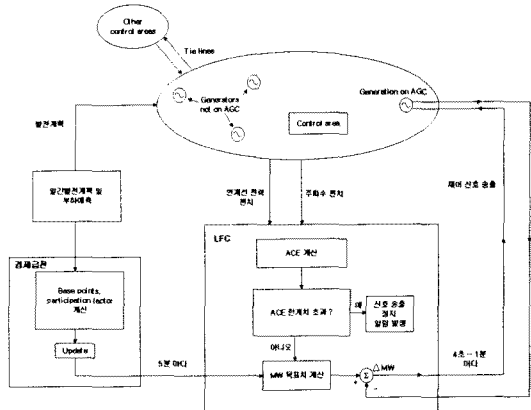 Other
control areas
Tie lines
Generators
not on AGC
Generation on AGC
Control area
발전계획
연계선 전력
편차
주파수 편차
제어 신호 송출
일간발전계획 및
부하예측
LFC
ACE 계산
경제급전
Base points,
participation factor
계산
ACE 한계치 초과 ?
예
신호 송출
정지
알람 발생
아니오
Update
5분 마다
MW 목표치 계산
+
Σ
-
△MW
4초 ~ 1분
마다